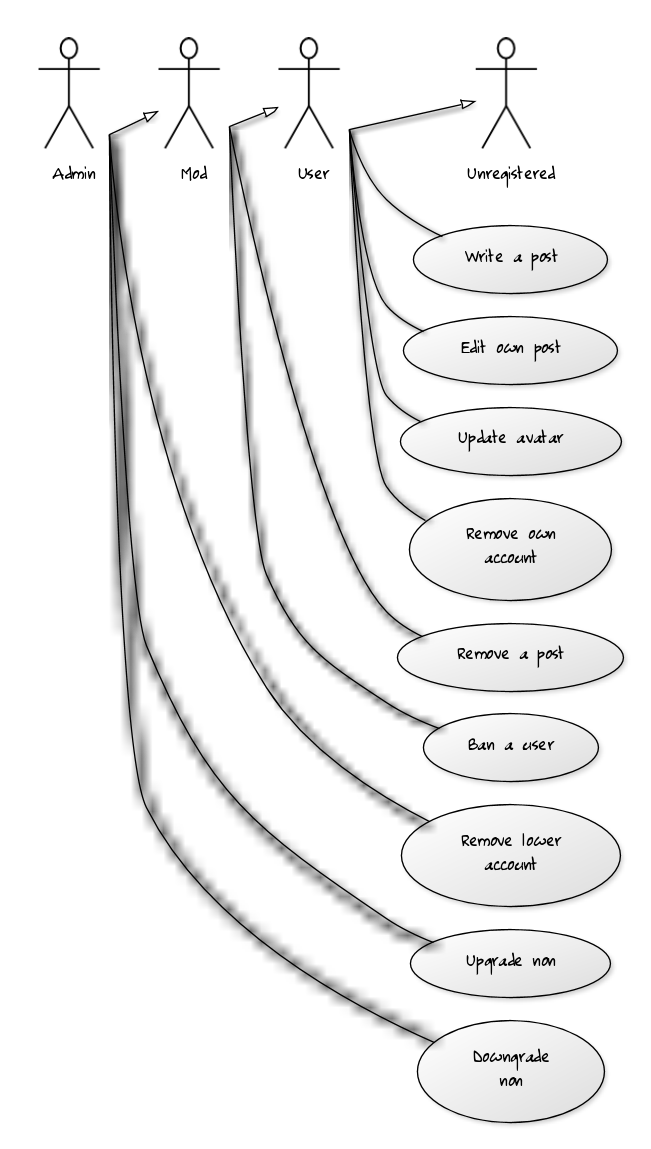 Admin
Mod
User
Unregistered
Write a post
Edit own post
Update avatar
Remove own
account
Remove a post
Ban a user
Remove lower
account
Upgrade non
Downgrade
non